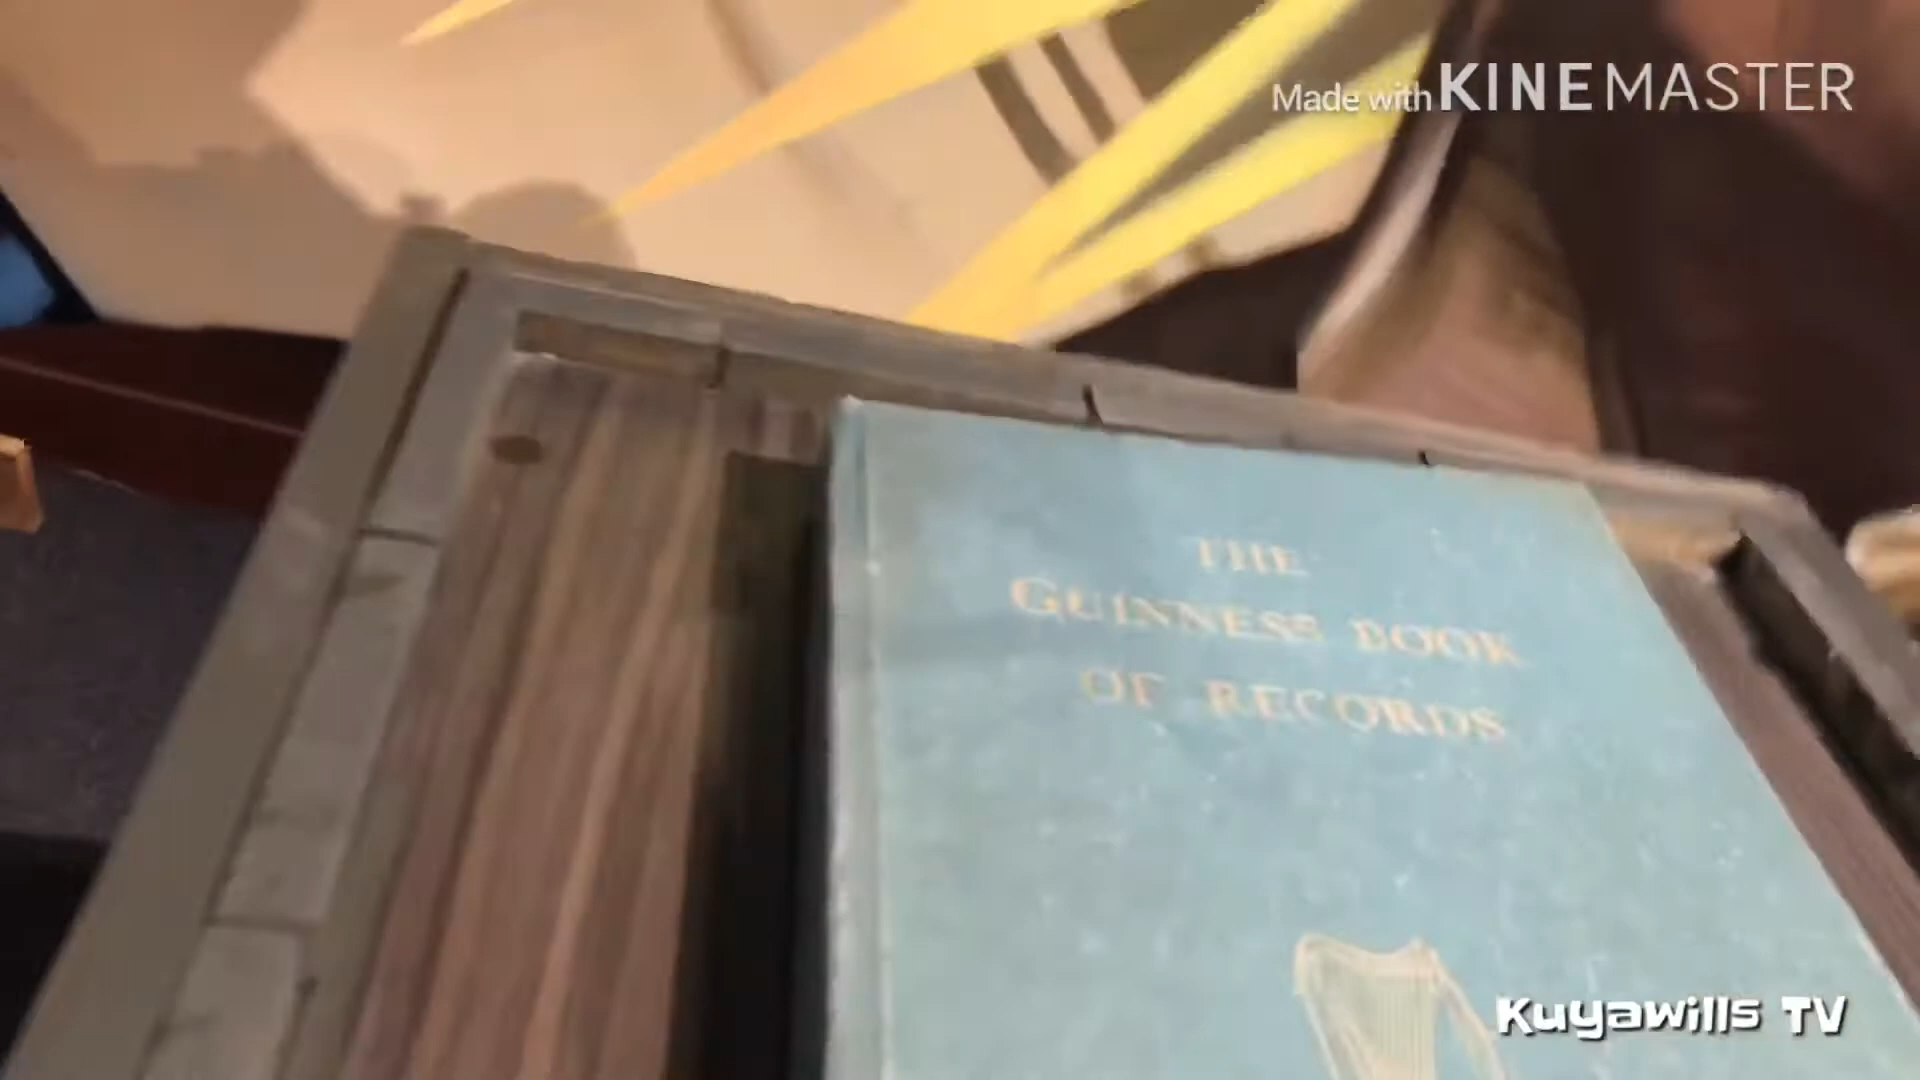 Made with KINEMASTER
THE
GUINNESS BOOK
OF RECORDS
Kuyawills TV